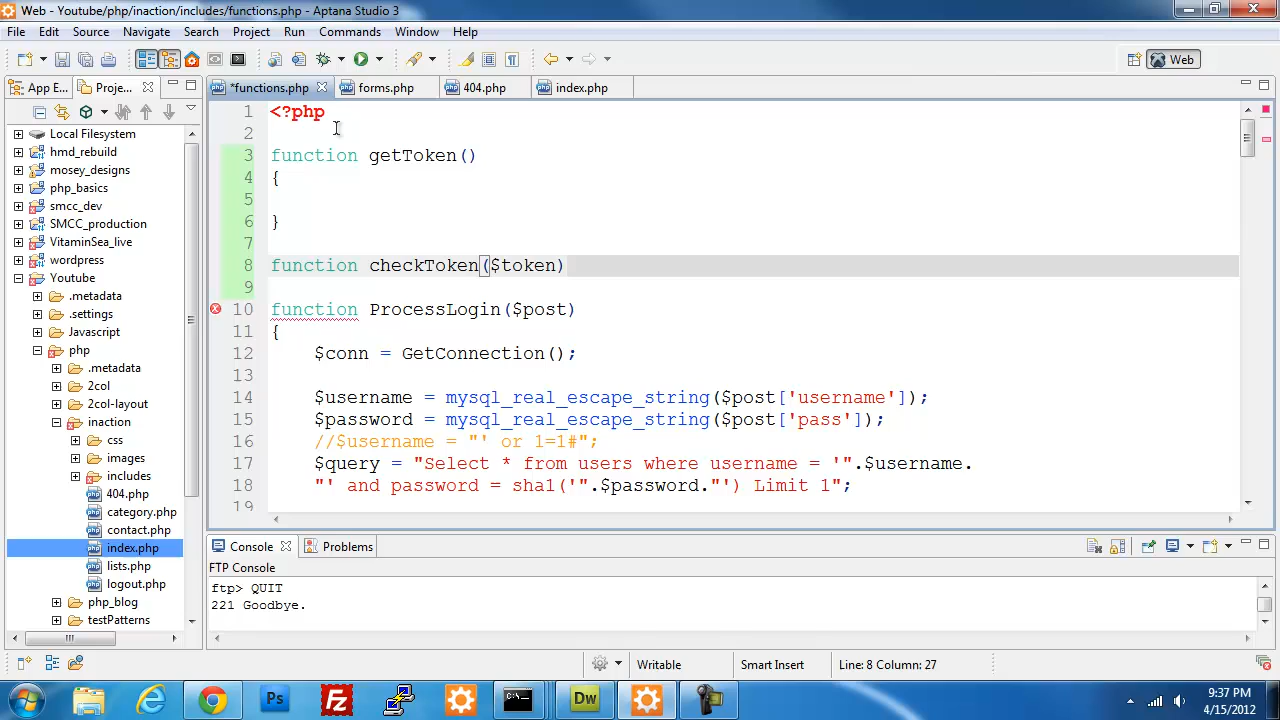 Web - Youtube/php/inaction/includes/functions.php - Aptana Studio 3
File Edit Source Navigate Search Run Commands Window Help
Web
App E... Proje... *functions.php forms.php 404.php index.php
Local Filesystem
hmd_rebuild
mosey_designs
php_basics
smcc_dev
SMCC_production
VitaminSea_live
wordpress
Youtube
.metadata
.settings
Javascript
php
.metadata
2col
2col-layout
inaction
css
images
includes
404.php
category.php
contact.php
index.php
lists.php
logout.php
php_blog
testPatterns
1 <?php
2
3 function getToken()
4 {
5
6 }
7
8 function checkToken($token)
9
10 function ProcessLogin($post)
11 {
12 $conn = GetConnection();
13
14 $username = mysql_real_escape_string($post['username']);
15 $password = mysql_real_escape_string($post['pass']);
16 //$username = "' or 1=1#";
17 $query = "Select * from users where username = '".$username.
18 "' and password = sha1('".$password."') Limit 1";
19
Console Problems
FTP Console
ftp> QUIT
221 Goodbye.
Writable Smart Insert Line: 8 Column: 27
Ps Fz Dw
9:37 PM
4/15/2012